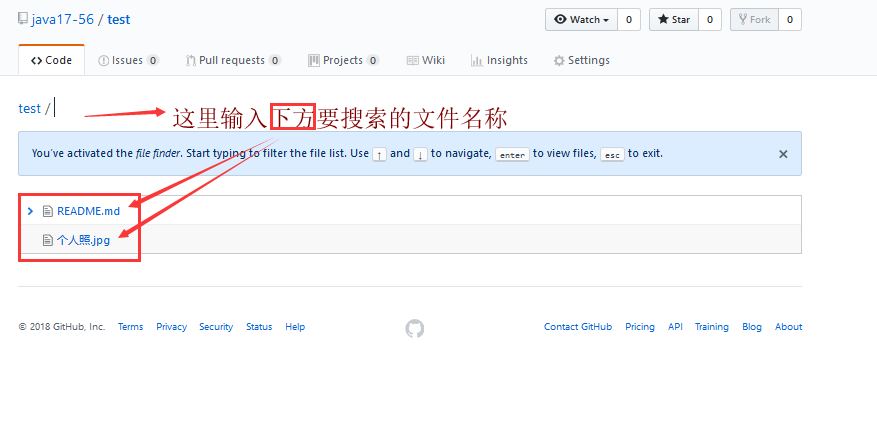 java17-56 / test
Watch 0
Star 0
Fork 0
Code
Issues 0
Pull requests 0
Projects 0
Wiki
Insights
Settings
test /
这里输入下方要搜索的文件名称
You've activated the file finder. Start typing to filter the file list. Use ↑ and ↓ to navigate, enter to view files, esc to exit.
README.md
个人照.jpg
© 2018 GitHub, Inc. Terms Privacy Security Status Help
Contact GitHub Pricing API Training Blog About